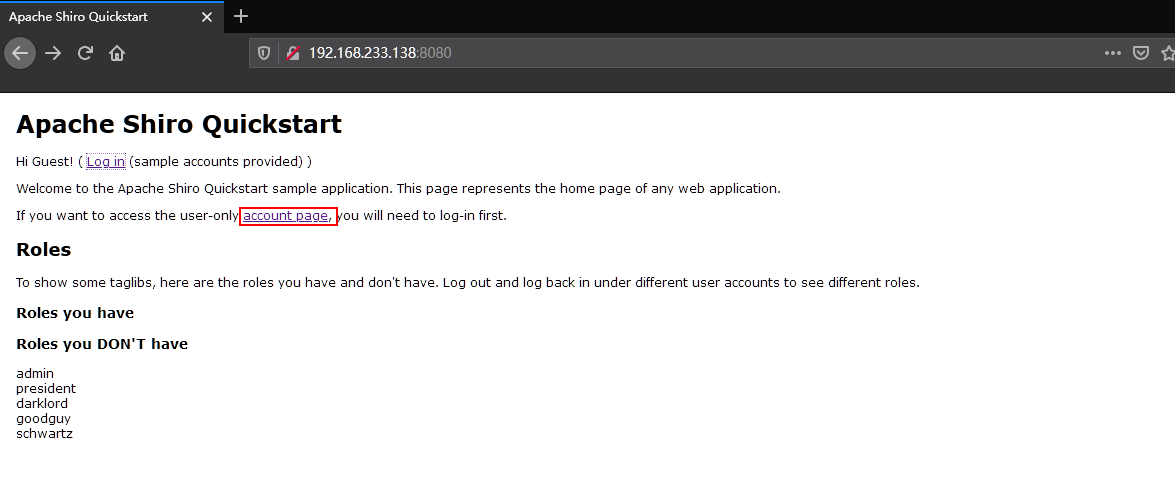 Apache Shiro Quickstart
192.168.233.138:8080
Apache Shiro Quickstart
Hi Guest! ( Log in (sample accounts provided) )
Welcome to the Apache Shiro Quickstart sample application. This page represents the home page of any web application.
If you want to access the user-only account page, you will need to log-in first.
Roles
To show some taglibs, here are the roles you have and don't have. Log out and log back in under different user accounts to see different roles.
Roles you have
Roles you DON'T have
admin
president
darklord
goodguy
schwartz